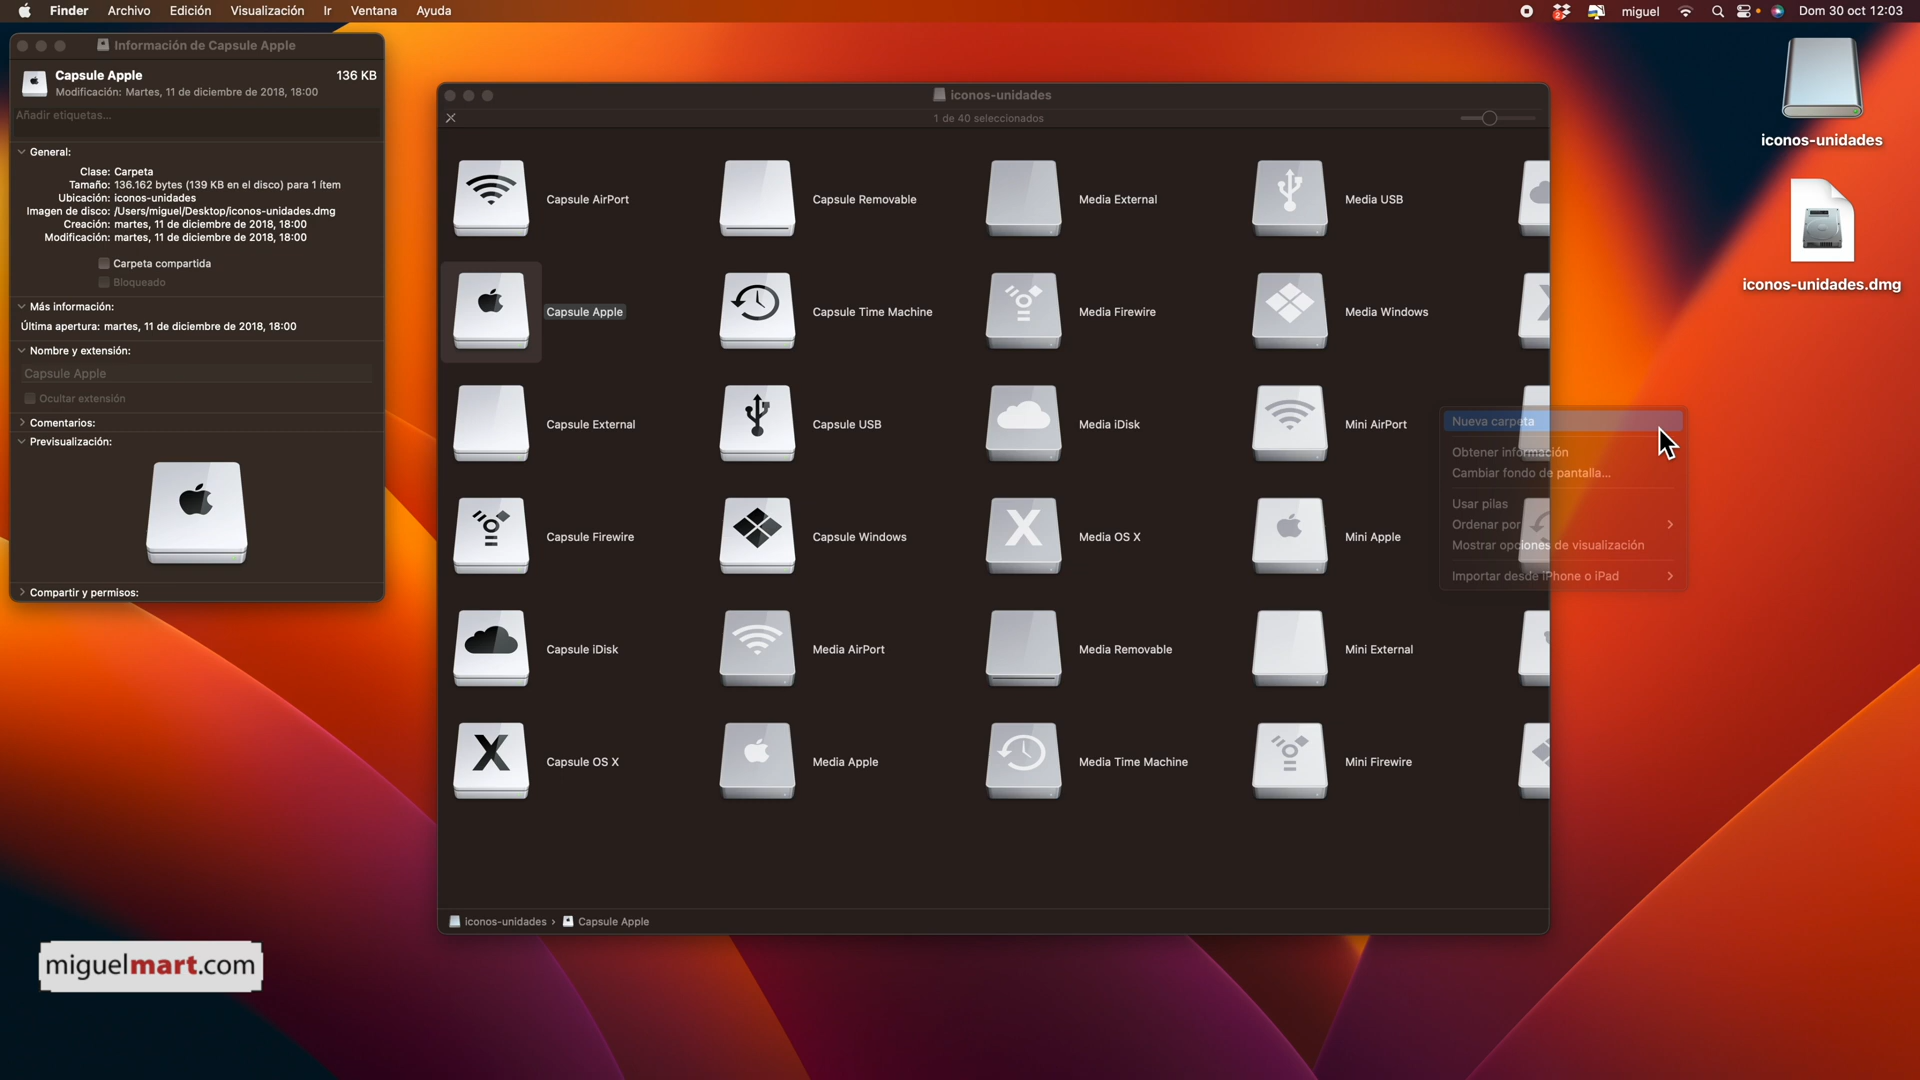 Finder Archivo Edición Visualización Ir Ventana Ayuda
miguel Dom 30 oct 12:03
Información de Capsule Apple
Capsule Apple 136 KB
Modificación: Martes, 11 de diciembre de 2018, 18:00
Añadir etiquetas...
General:
Clase: Carpeta
Tamaño: 136.162 bytes (139 KB en el disco) para 1 ítem
Ubicación: iconos-unidades
Imagen de disco: /Users/miguel/Desktop/iconos-unidades.dmg
Creación: martes, 11 de diciembre de 2018, 18:00
Modificación: martes, 11 de diciembre de 2018, 18:00
Carpeta compartida
Bloqueado
Más información:
Última apertura: martes, 11 de diciembre de 2018, 18:00
Nombre y extensión:
Capsule Apple
Ocultar extensión
Comentarios:
Previsualización:
Compartir y permisos:
iconos-unidades
1 de 40 seleccionados
Capsule AirPort Capsule Removable Media External Media USB
Capsule Apple Capsule Time Machine Media Firewire Media Windows
Capsule External Capsule USB Media iDisk Mini AirPort
Capsule Firewire Capsule Windows Media OS X Mini Apple
Capsule iDisk Media AirPort Media Removable Mini External
Capsule OS X Media Apple Media Time Machine Mini Firewire
iconos-unidades › Capsule Apple
Nueva carpeta
Obtener información
Cambiar fondo de pantalla...
Usar pilas
Ordenar por
Mostrar opciones de visualización
Importar desde iPhone o iPad
iconos-unidades
iconos-unidades.dmg
miguelmart.com